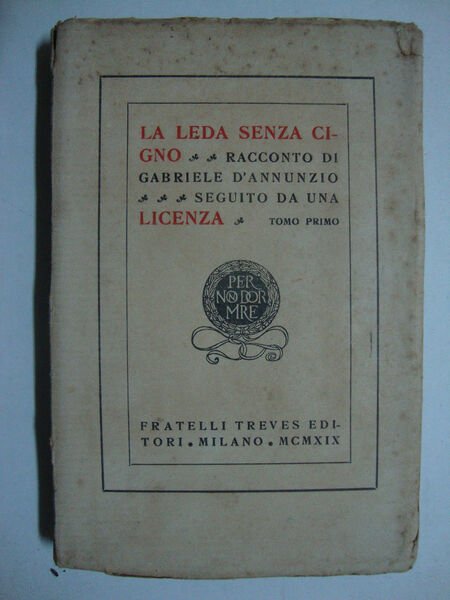 LA LEDA SENZA CI-
GNO RACCONTO DI
GABRIELE D'ANNUNZIO
SEGUITO DA UNA
LICENZA TOMO PRIMO
PER
NON DOR
MIRE
FRATELLI TREVES EDI-
TORI • MILANO • MCMXIX